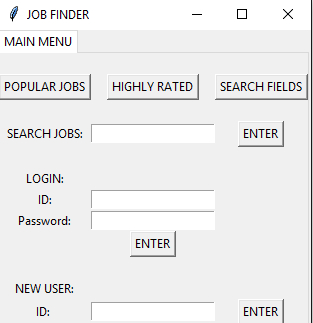 JOB FINDER
MAIN MENU
POPULAR JOBS HIGHLY RATED SEARCH FIELDS
SEARCH JOBS: ENTER
LOGIN:
ID:
Password:
ENTER
NEW USER:
ID: ENTER